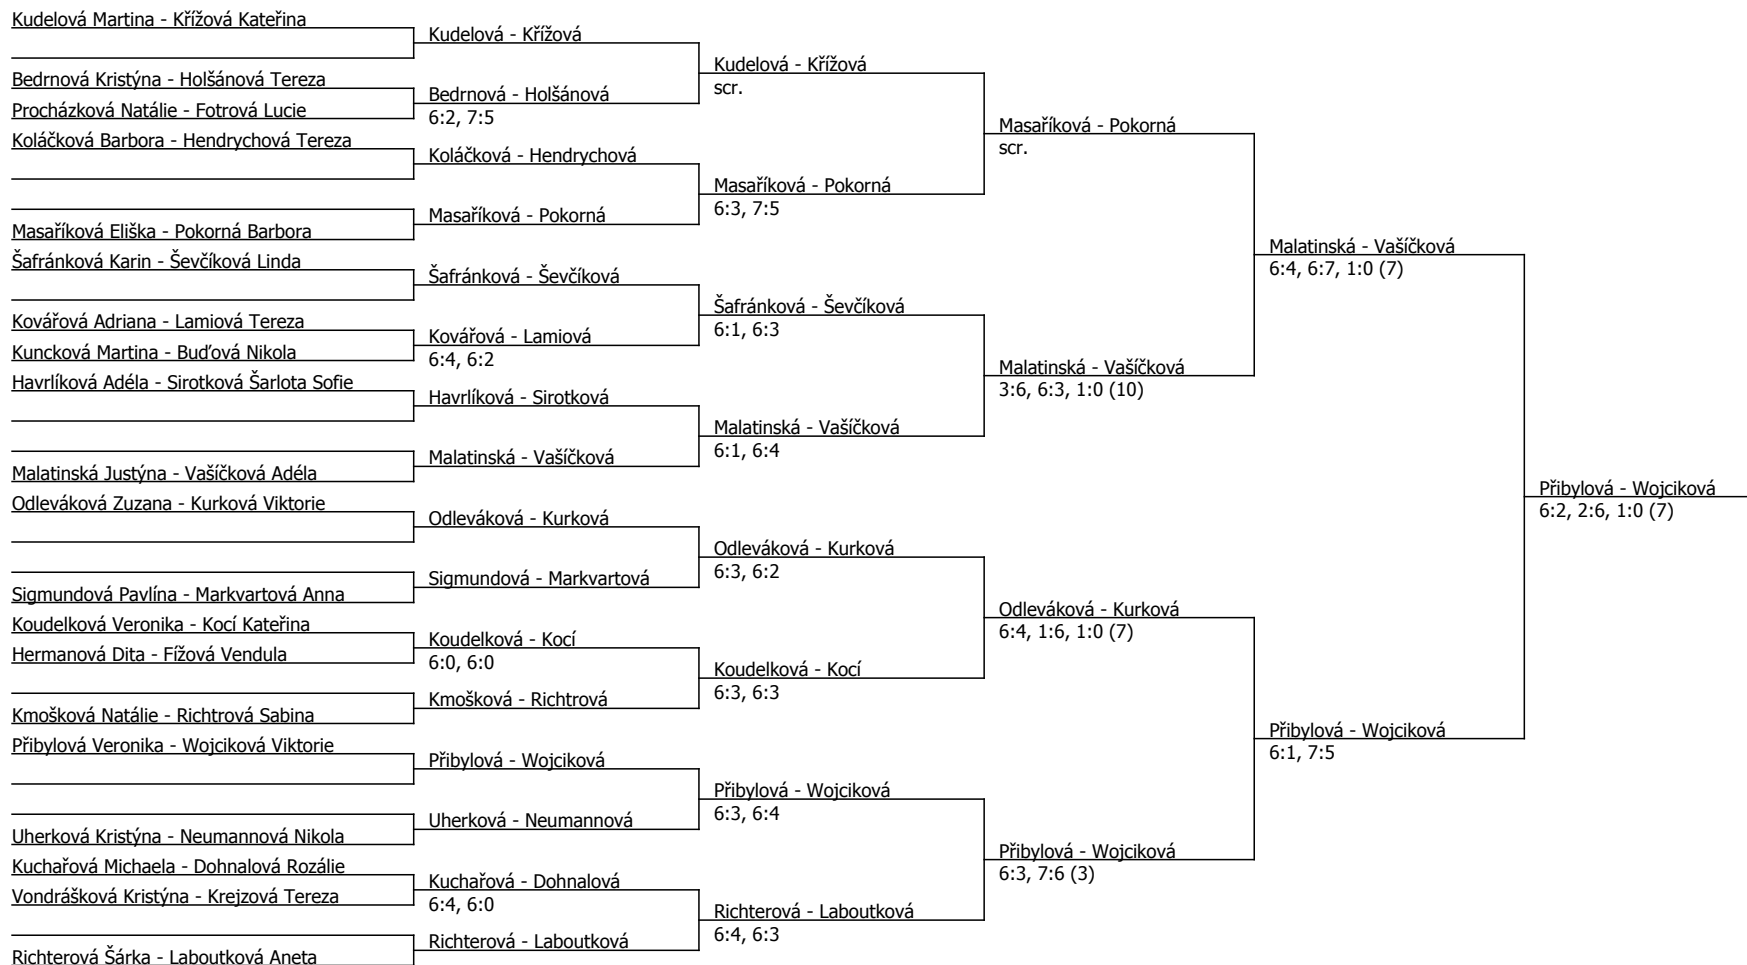 Kudelová Martina - Křížová Kateřina
Bedrnová Kristýna - Holšánová Tereza
Procházková Natálie - Fotrová Lucie
Koláčková Barbora - Hendrychová Tereza
Masaříková Eliška - Pokorná Barbora
Šafránková Karin - Ševčíková Linda
Kovářová Adriana - Lamiová Tereza
Kuncková Martina - Buďová Nikola
Havrlíková Adéla - Sirotková Šarlota Sofie
Malatinská Justýna - Vašíčková Adéla
Odleváková Zuzana - Kurková Viktorie
Sigmundová Pavlína - Markvartová Anna
Koudelková Veronika - Kocí Kateřina
Hermanová Dita - Fížová Vendula
Kmošková Natálie - Richtrová Sabina
Přibylová Veronika - Wojciková Viktorie
Uherková Kristýna - Neumannová Nikola
Kuchařová Michaela - Dohnalová Rozálie
Vondrášková Kristýna - Krejzová Tereza
Richterová Šárka - Laboutková Aneta
Kudelová - Křížová
Bedrnová - Holšánová
6:2, 7:5
Koláčková - Hendrychová
Masaříková - Pokorná
Šafránková - Ševčíková
Kovářová - Lamiová
6:4, 6:2
Havrlíková - Sirotková
Malatinská - Vašíčková
Odleváková - Kurková
Sigmundová - Markvartová
Koudelková - Kocí
6:0, 6:0
Kmošková - Richtrová
Přibylová - Wojciková
Uherková - Neumannová
Kuchařová - Dohnalová
6:4, 6:0
Richterová - Laboutková
Kudelová - Křížová
scr.
Masaříková - Pokorná
6:3, 7:5
Šafránková - Ševčíková
6:1, 6:3
Malatinská - Vašíčková
6:1, 6:4
Odleváková - Kurková
6:3, 6:2
Koudelková - Kocí
6:3, 6:3
Přibylová - Wojciková
6:3, 6:4
Richterová - Laboutková
6:4, 6:3
Masaříková - Pokorná
scr.
Malatinská - Vašíčková
3:6, 6:3, 1:0 (10)
Odleváková - Kurková
6:4, 1:6, 1:0 (7)
Přibylová - Wojciková
6:3, 7:6 (3)
Malatinská - Vašíčková
6:4, 6:7, 1:0 (7)
Přibylová - Wojciková
6:1, 7:5
Přibylová - Wojciková
6:2, 2:6, 1:0 (7)